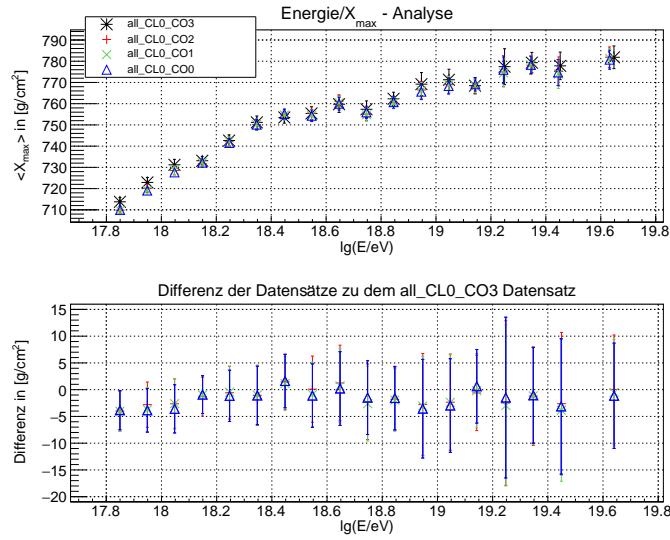 Energie/Xmax - Analyse
all_CL0_CO3
all_CL0_CO2
all_CL0_CO1
all_CL0_CO0
<Xmax> in [g/cm²]
790
780
770
760
750
740
730
720
710
17.8 18 18.2 18.4 18.6 18.8 19 19.2 19.4 19.6 19.8
lg(E/eV)
Differenz der Datensätze zu dem all_CL0_CO3 Datensatz
Differenz in [g/cm²]
15
10
5
0
−5
−10
−15
−20
17.8 18 18.2 18.4 18.6 18.8 19 19.2 19.4 19.6 19.8
lg(E/eV)